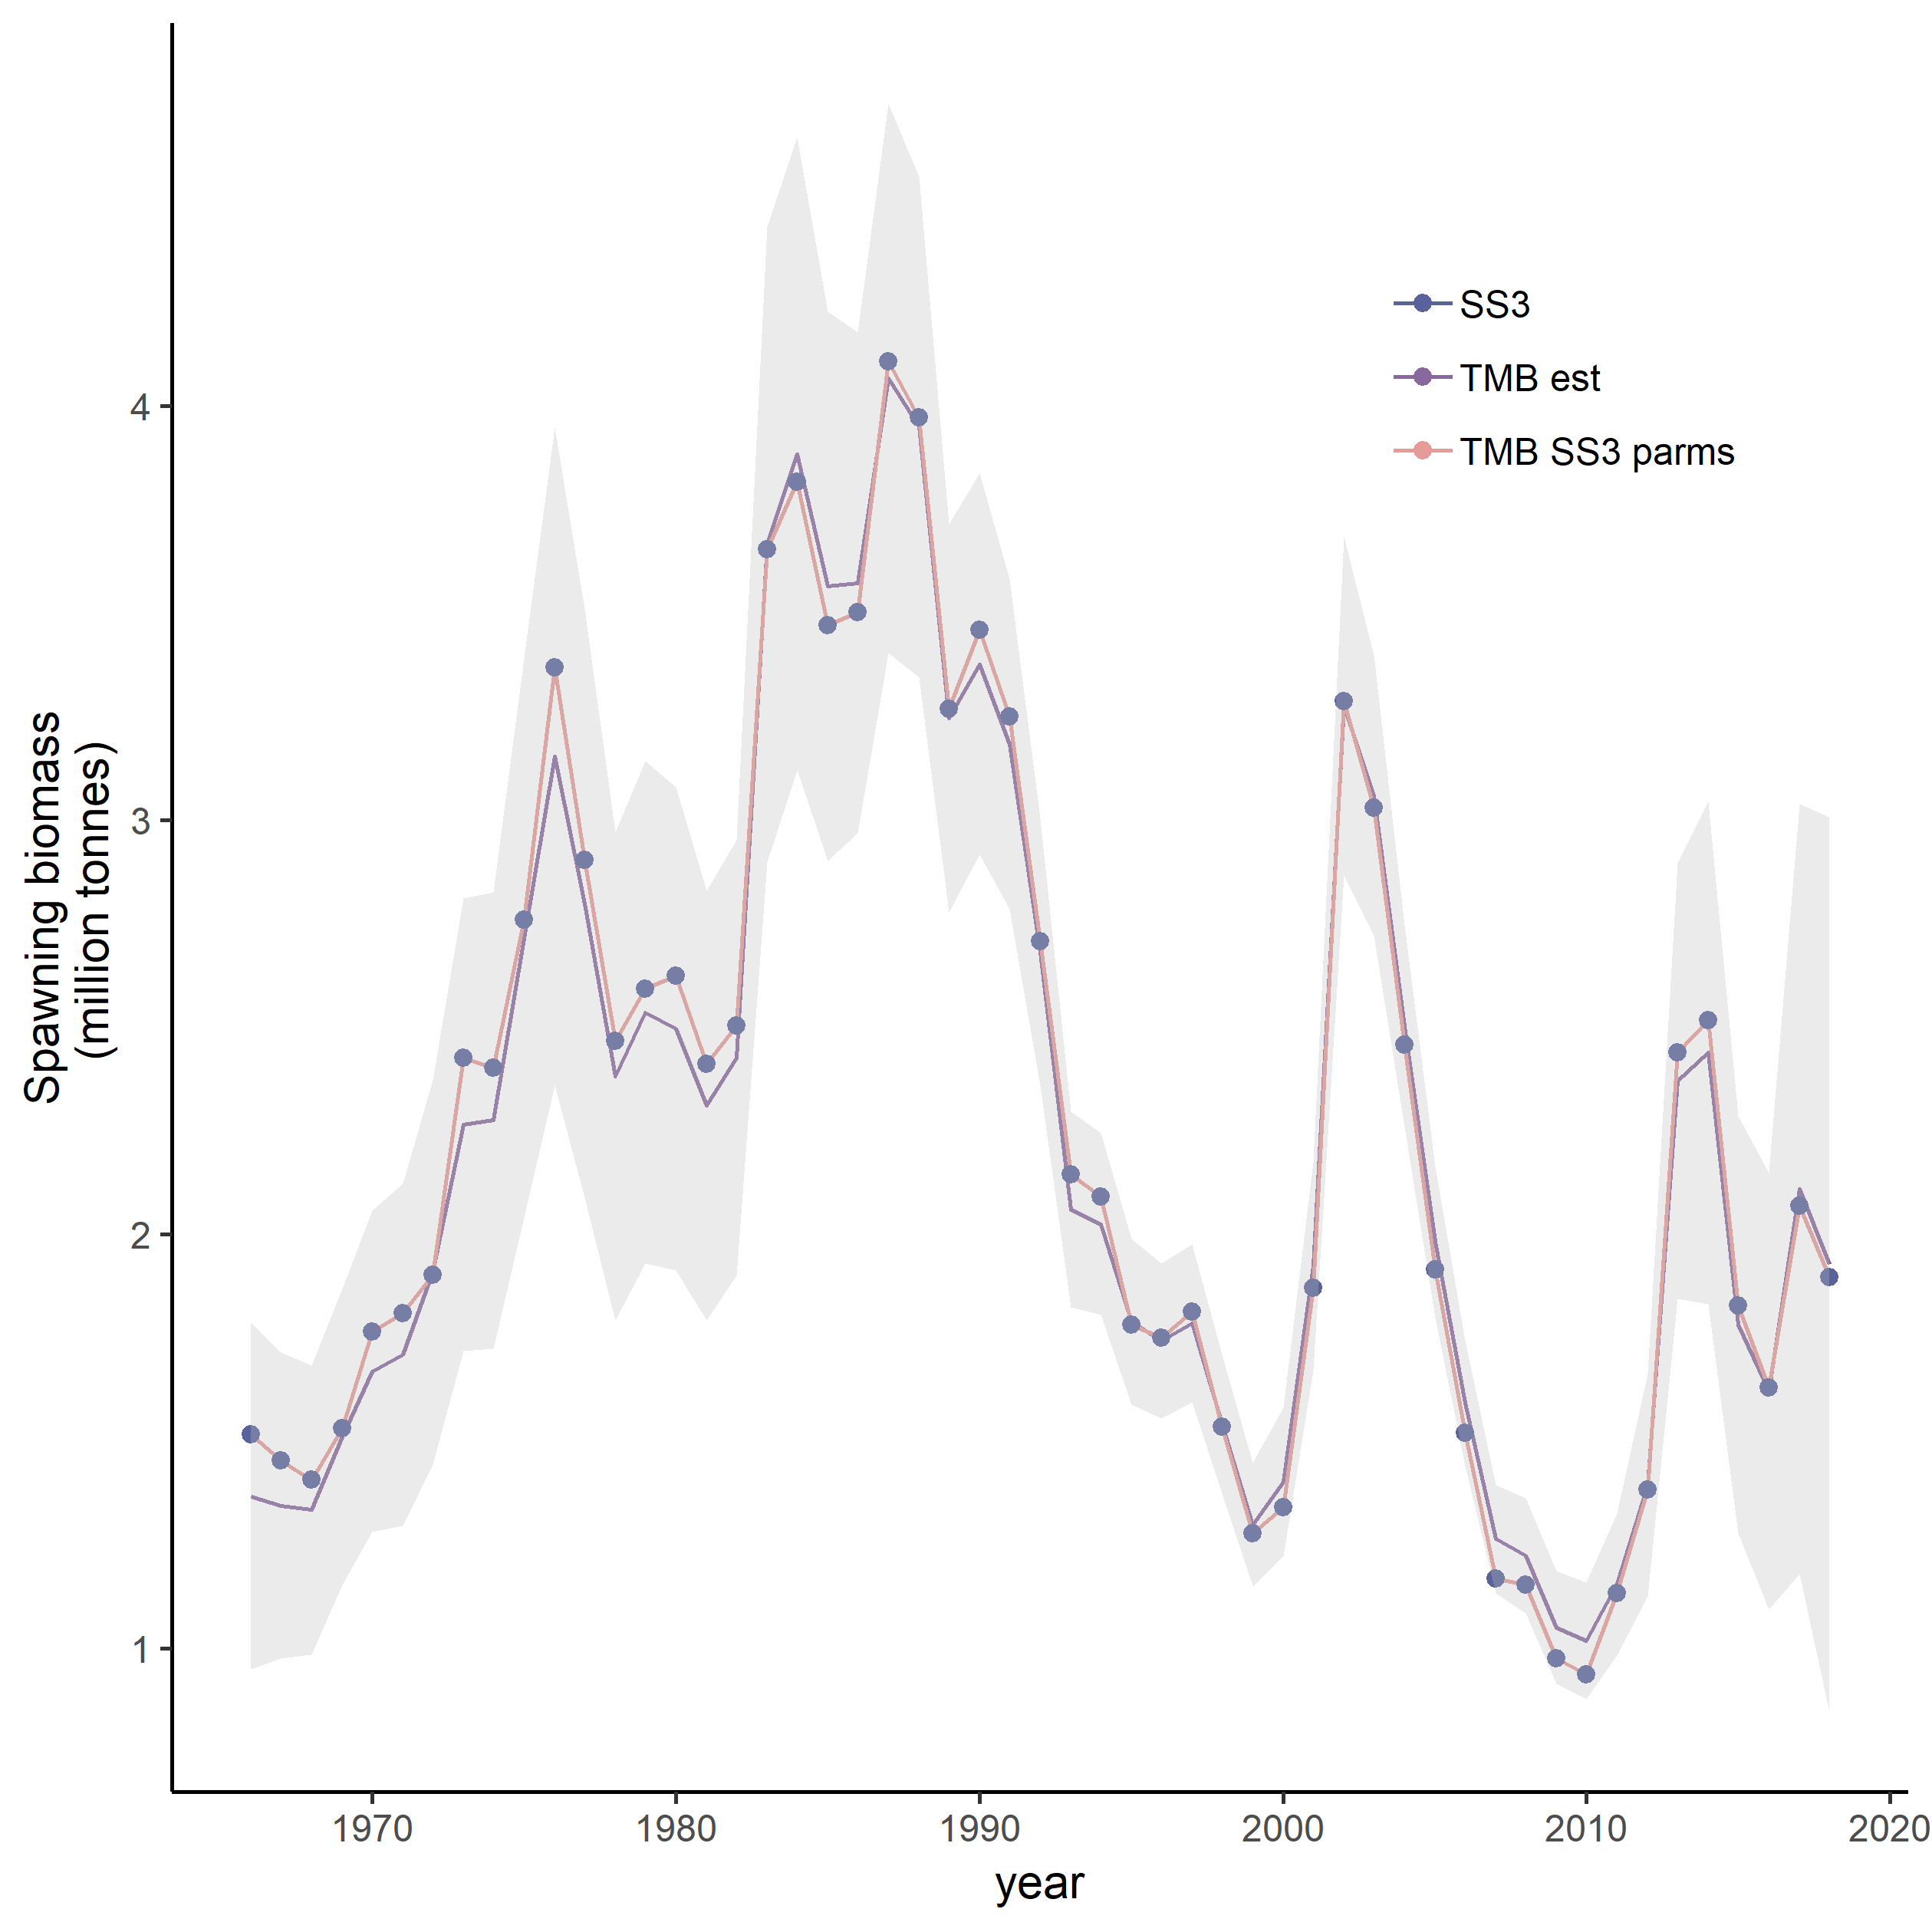 Spawning biomass
(million tonnes)
4
3
2
1
SS3
TMB est
TMB SS3 parms
1970
1980
1990
2000
2010
2020
year